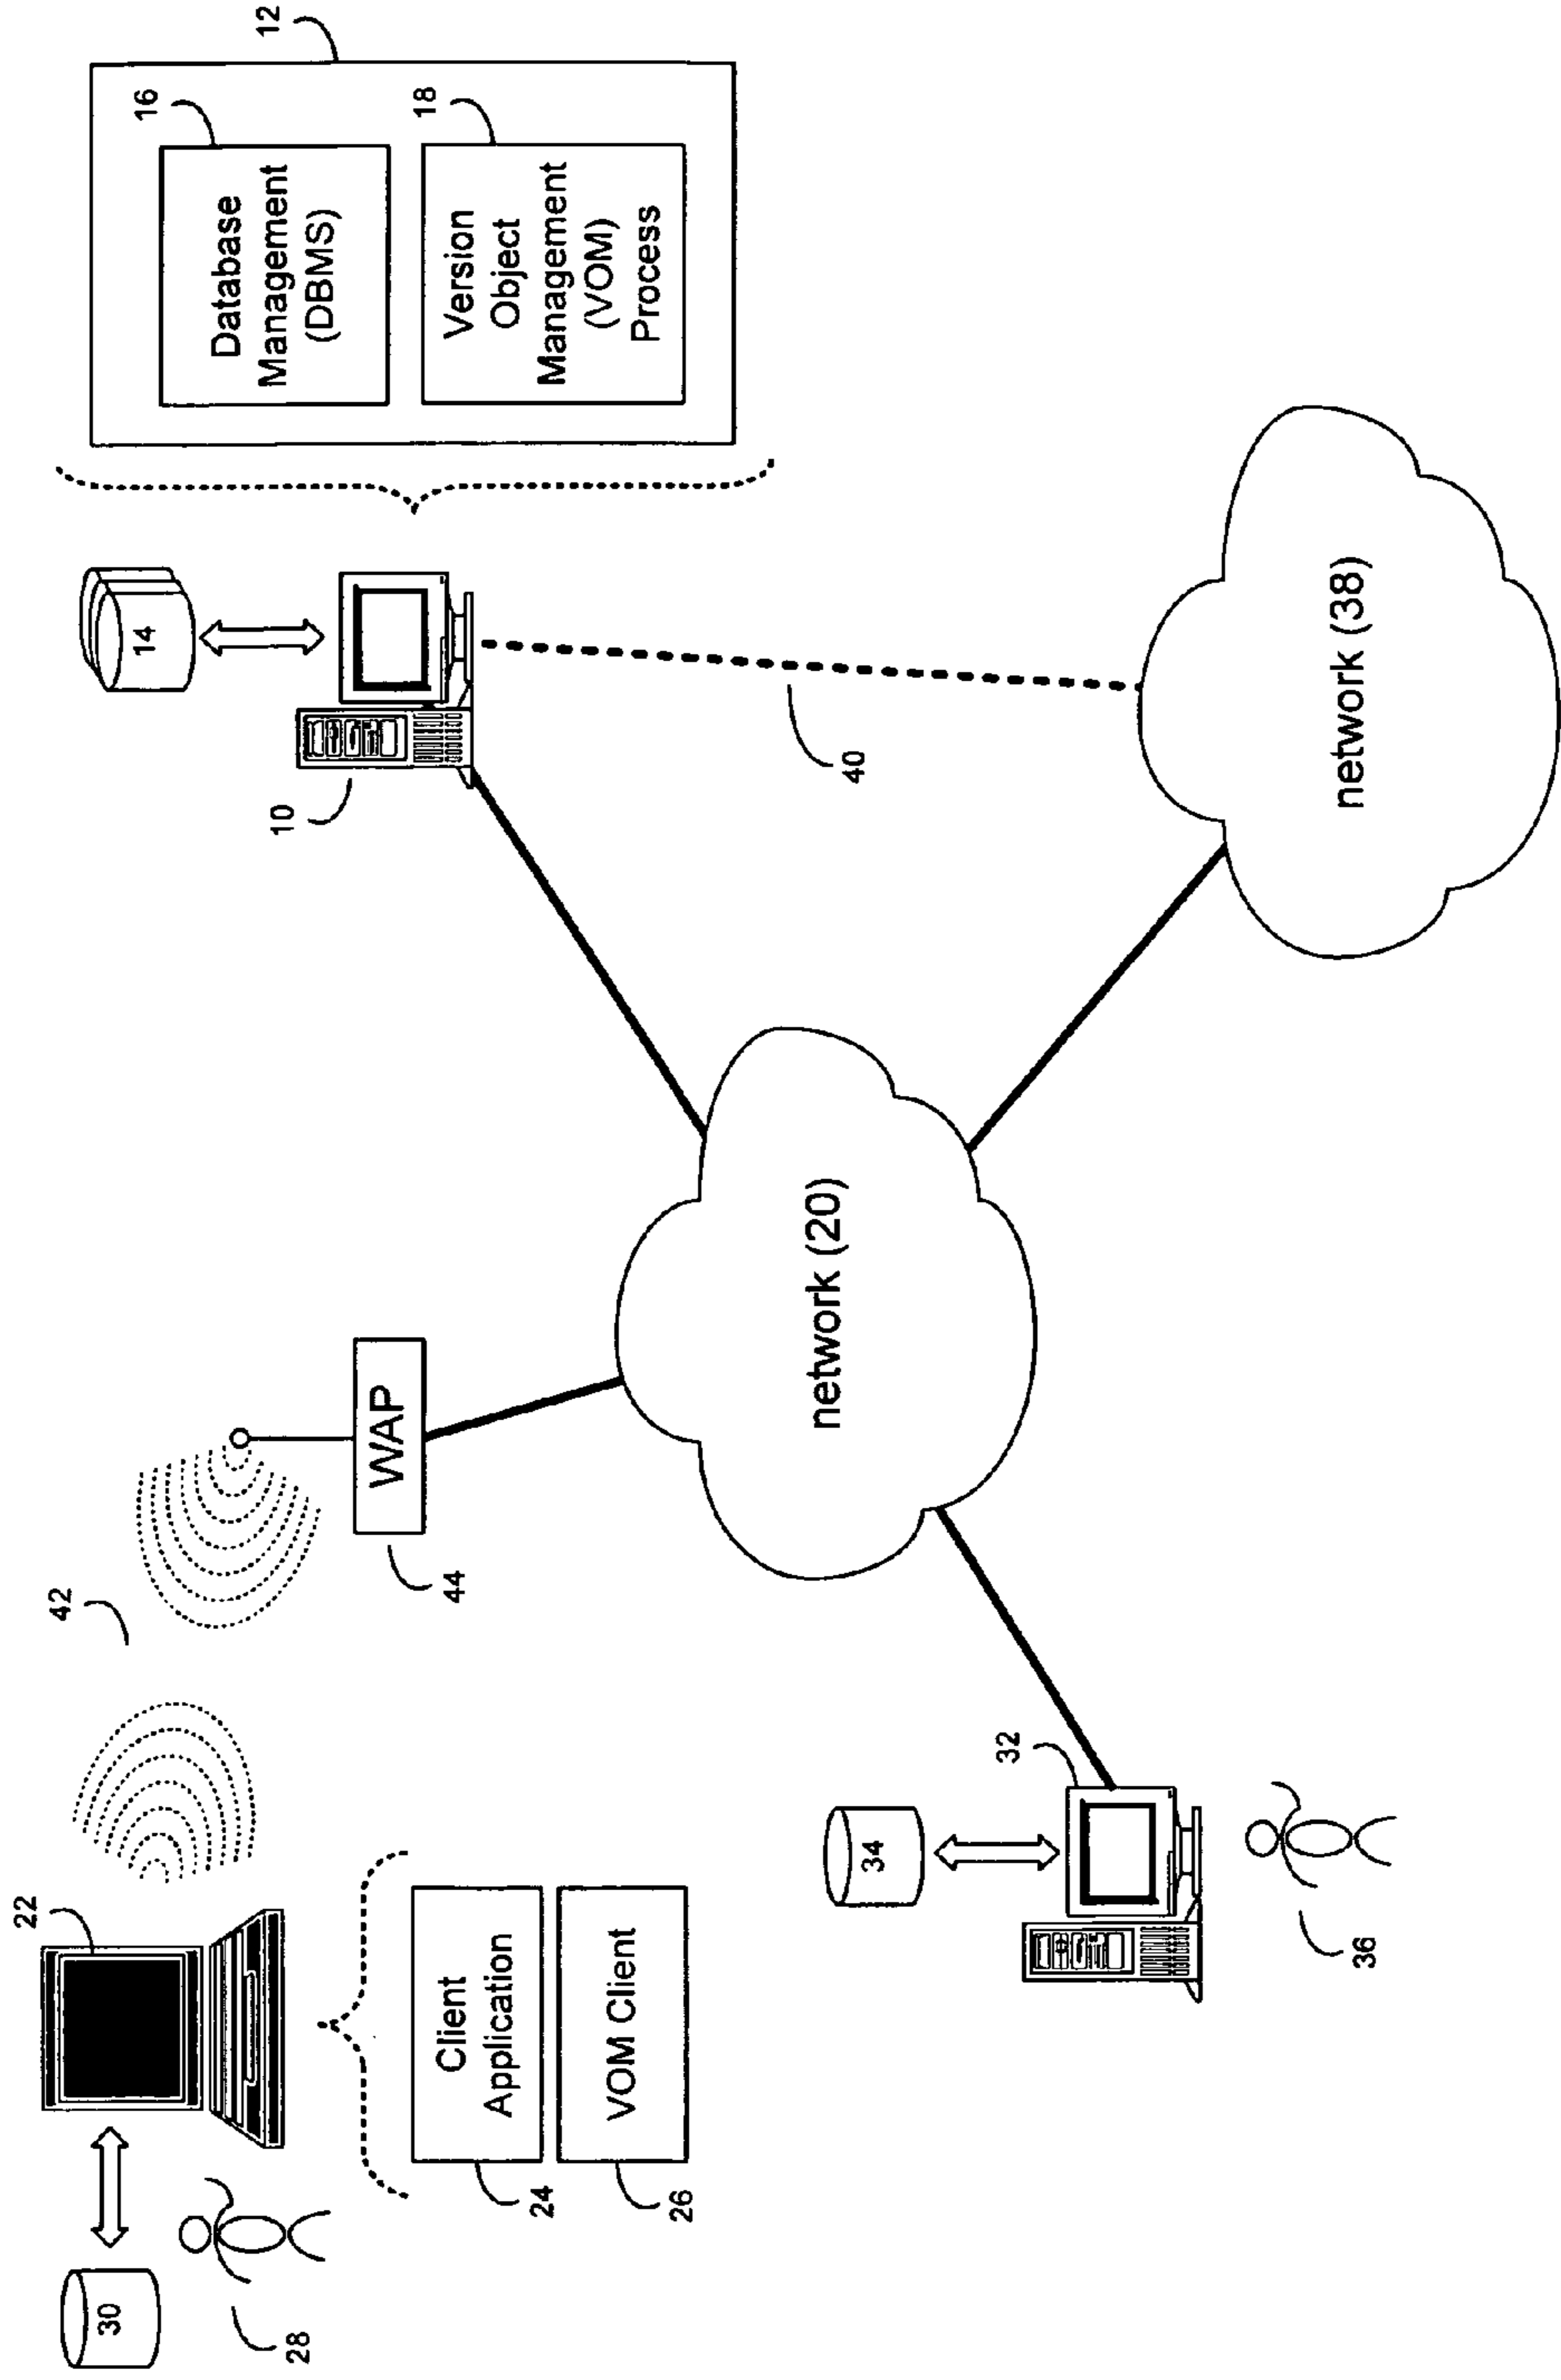 30
22
28
Client
Application
24
VOM Client
26
42
WAP
44
14
10
12
16
Database
Management
(DBMS)
18
Version
Object
Management
(VOM)
Process
34
32
36
network (20)
40
network (38)